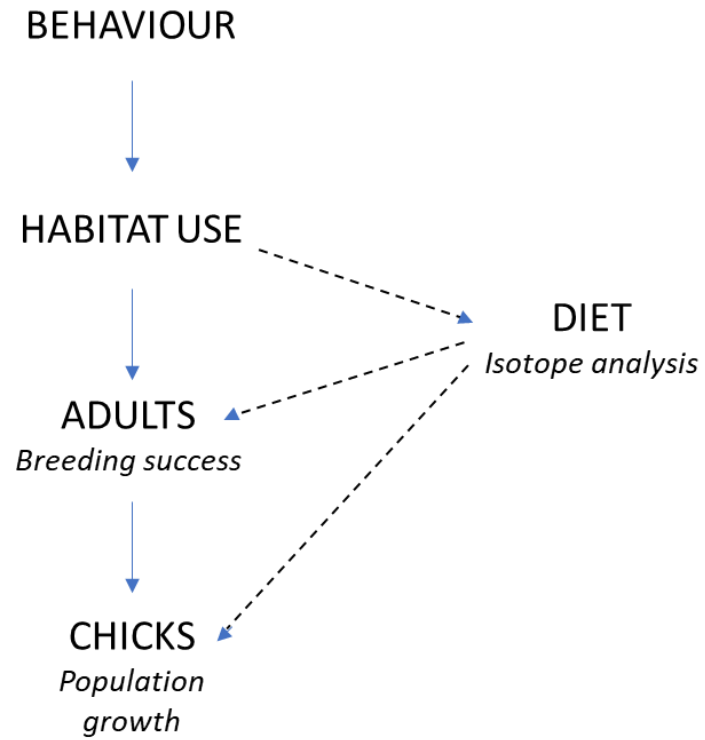 BEHAVIOUR
HABITAT USE
DIET
Isotope analysis
ADULTS
Breeding success
CHICKS
Population
growth